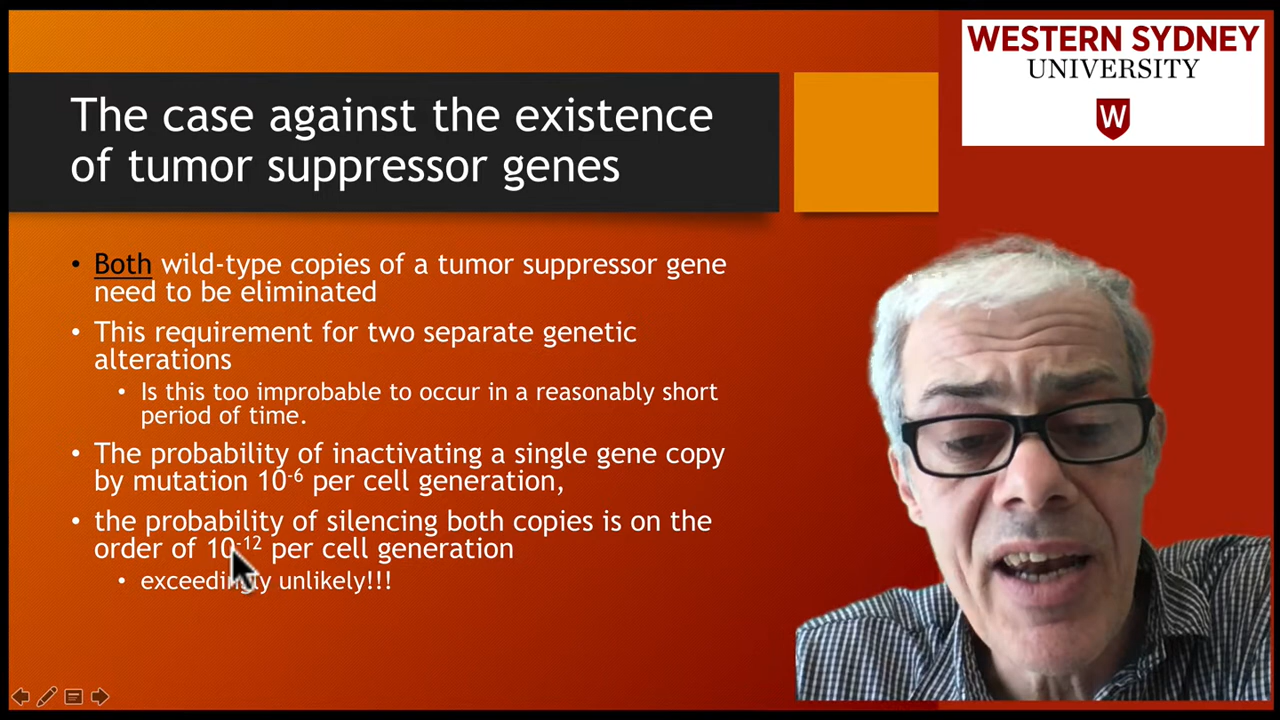 WESTERN SYDNEY
UNIVERSITY
W
The case against the existence
of tumor suppressor genes
• Both wild-type copies of a tumor suppressor gene
need to be eliminated
• This requirement for two separate genetic
alterations
• Is this too improbable to occur in a reasonably short
period of time.
• The probability of inactivating a single gene copy
by mutation 10⁻⁶ per cell generation,
• the probability of silencing both copies is on the
order of 10⁻¹² per cell generation
• exceedingly unlikely!!!